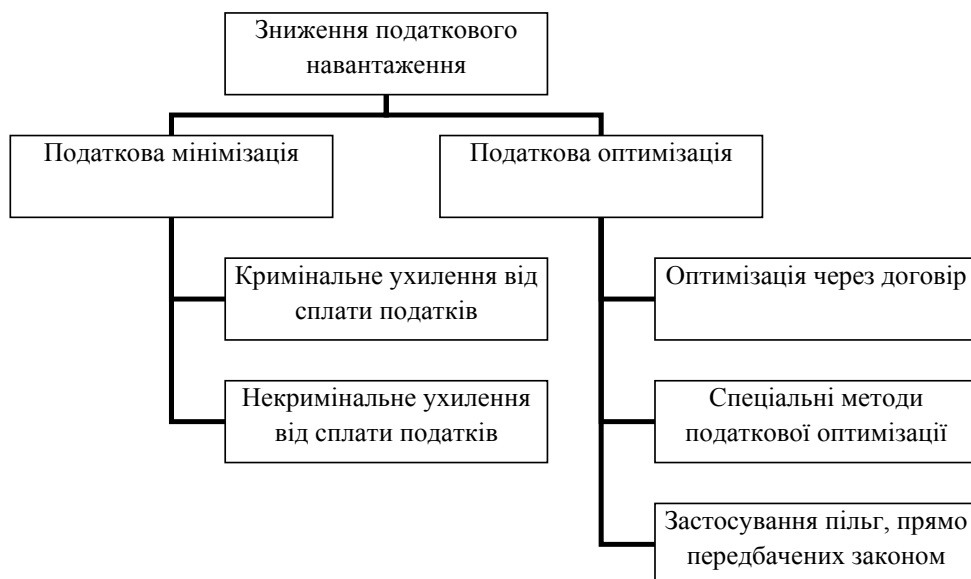 Зниження податкового
навантаження
Податкова мінімізація
Податкова оптимізація
Кримінальне ухилення від
сплати податків
Оптимізація через договір
Некримінальне ухилення
від сплати податків
Спеціальні методи
податкової оптимізації
Застосування пільг, прямо
передбачених законом